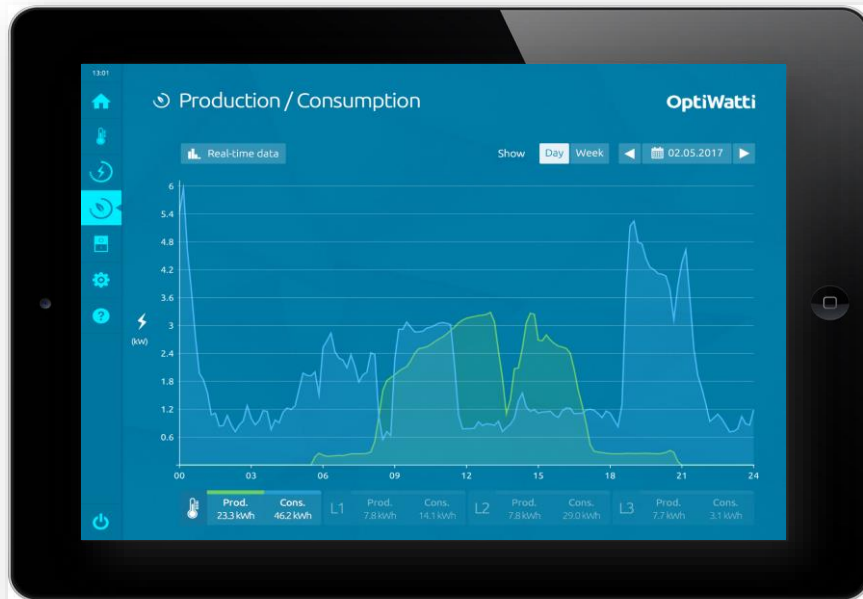 13:01
Production / Consumption
OptiWatti
Real-time data
Show Day Week 02.05.2017
6
5.4
4.8
4.2
3.6
3
2.4
1.8
1.2
0.6
(kW)
00 03 06 09 12 15 18 21 24
Prod. Cons. L1 Prod. Cons. L2 Prod. Cons. L3 Prod. Cons.
23.3 kWh 46.2 kWh 7.8 kWh 14.1 kWh 7.8 kWh 29.0 kWh 7.7 kWh 3.1 kWh